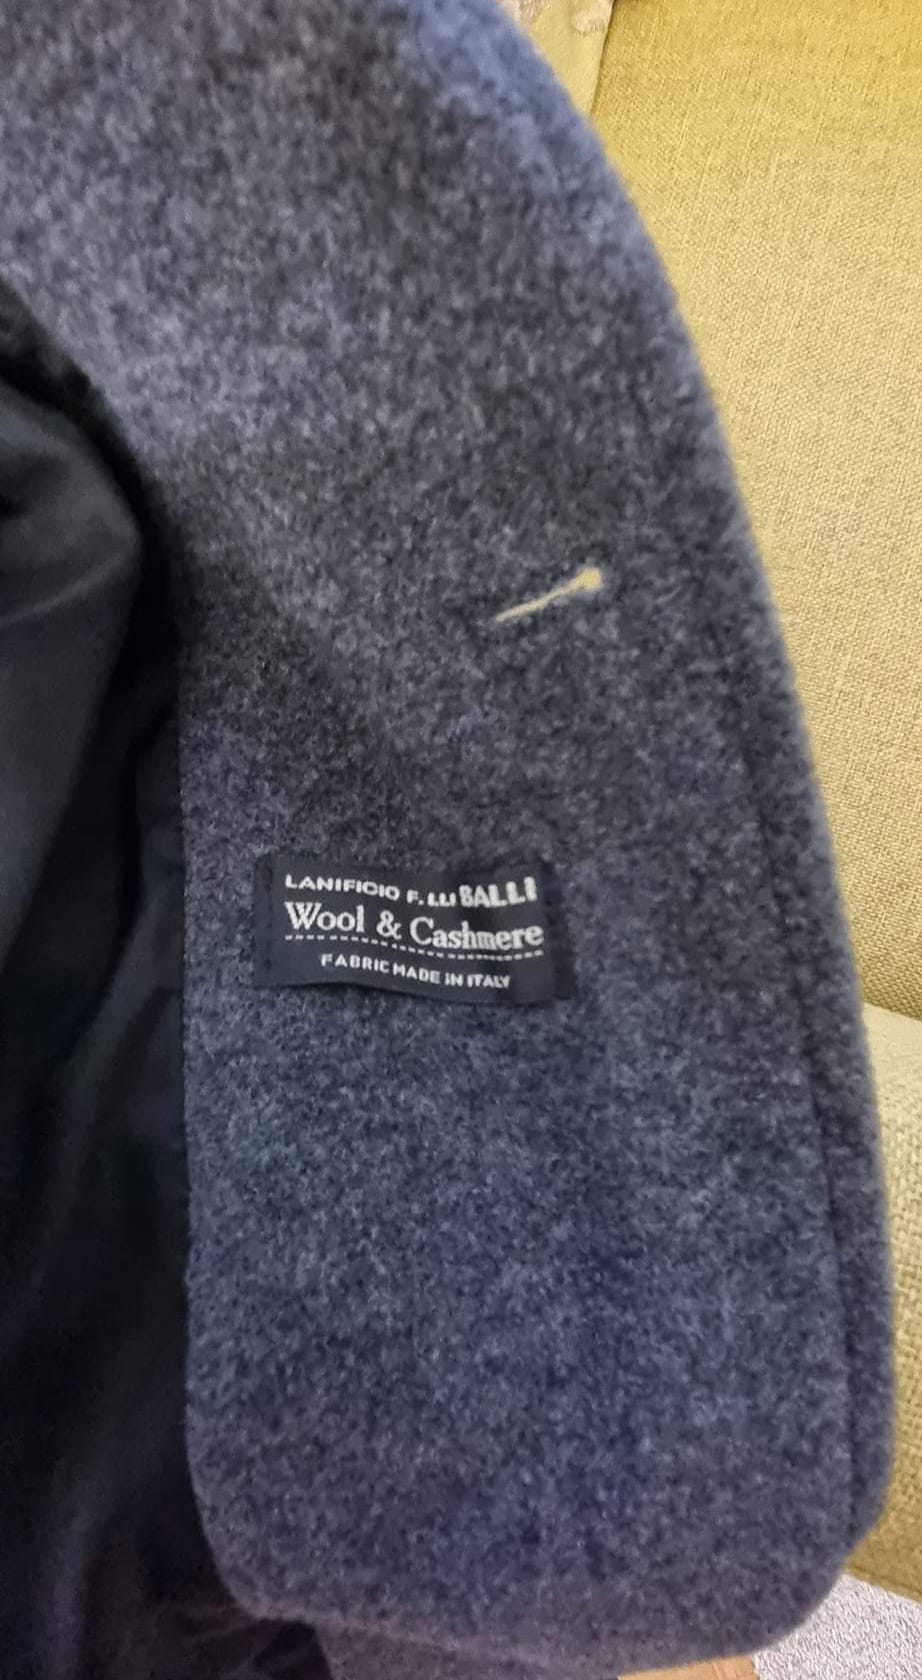 LANIFICIO F.LLI BALLI
Wool & Cashmere
FABRIC MADE IN ITALY